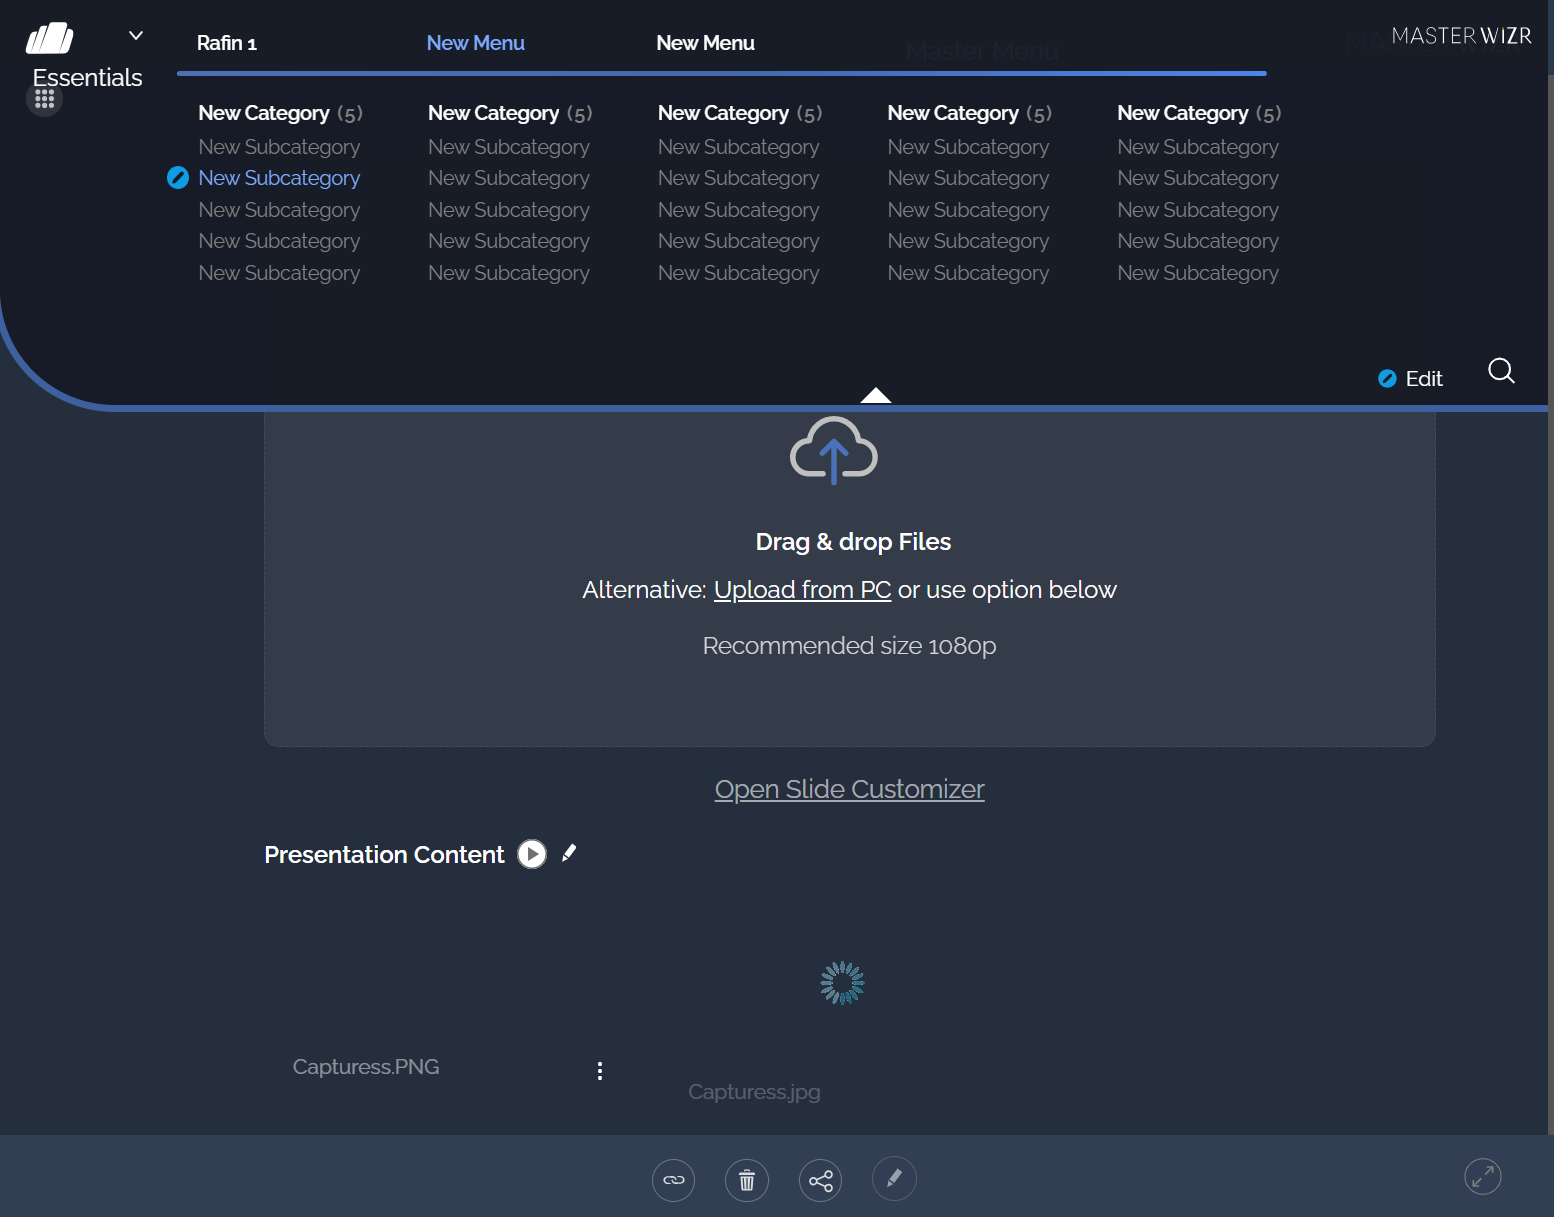 Rafin 1 New Menu New Menu Master Menu MASTER WIZR
Essentials
New Category (5) New Category (5) New Category (5) New Category (5) New Category (5)
New Subcategory New Subcategory New Subcategory New Subcategory New Subcategory
New Subcategory New Subcategory New Subcategory New Subcategory New Subcategory
New Subcategory New Subcategory New Subcategory New Subcategory New Subcategory
New Subcategory New Subcategory New Subcategory New Subcategory New Subcategory
New Subcategory New Subcategory New Subcategory New Subcategory New Subcategory
Edit
Drag & drop Files
Alternative: Upload from PC or use option below
Recommended size 1080p
Open Slide Customizer
Presentation Content
Capturess.PNG
Capturess.jpg